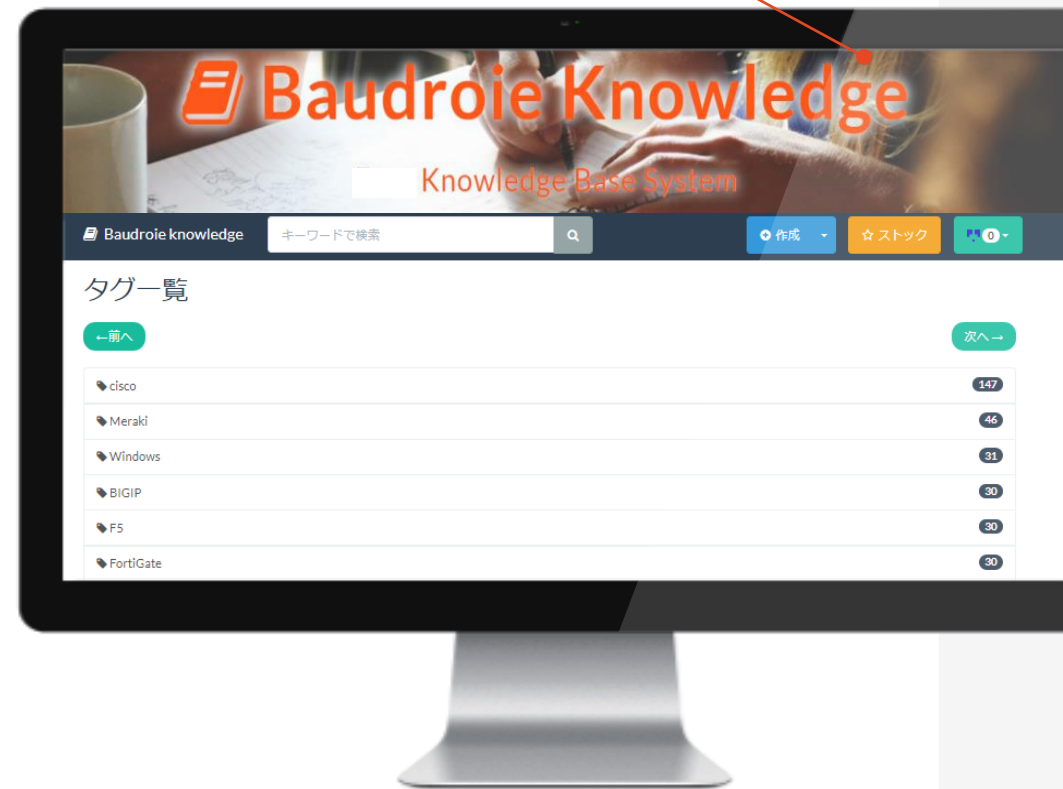 Baudroie Knowledge
Knowledge Base System
Baudroie knowledge キーワードで検索 作成 ☆ ストック 0
タグ一覧
←前へ 次へ→
cisco 147
Meraki 46
Windows 31
BIGIP 30
F5 30
FortiGate 30